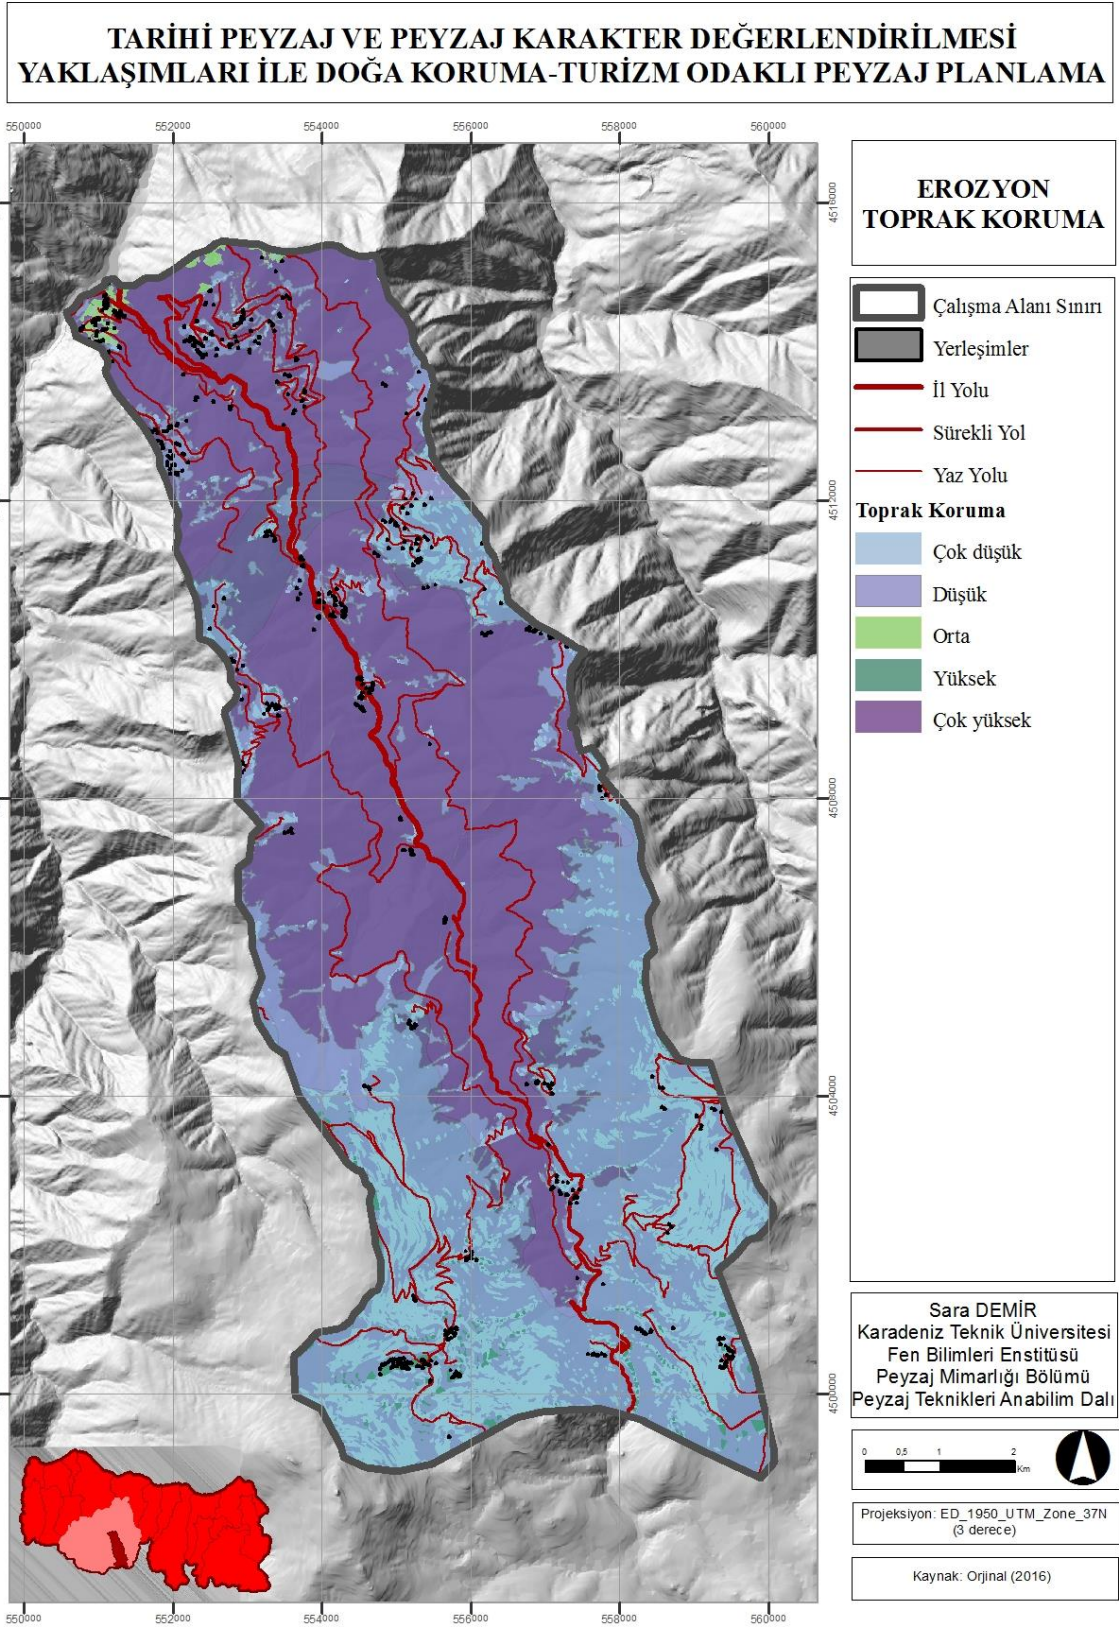 TARİHİ PEYZAJ VE PEYZAJ KARAKTER DEĞERLENDİRİLMESİ
YAKLAŞIMLARI İLE DOĞA KORUMA-TURİZM ODAKLI PEYZAJ PLANLAMA
550000 552000 554000 556000 558000 560000
4516000
4512000
4508000
4504000
4500000
EROZYON
TOPRAK KORUMA
Çalışma Alanı Sınırı
Yerleşimler
İl Yolu
Sürekli Yol
Yaz Yolu
Toprak Koruma
Çok düşük
Düşük
Orta
Yüksek
Çok yüksek
Sara DEMİR
Karadeniz Teknik Üniversitesi
Fen Bilimleri Enstitüsü
Peyzaj Mimarlığı Bölümü
Peyzaj Teknikleri Anabilim Dalı
0 0,5 1 2
Km
Projeksiyon: ED_1950_UTM_Zone_37N
(3 derece)
Kaynak: Orjinal (2016)
550000 552000 554000 556000 558000 560000